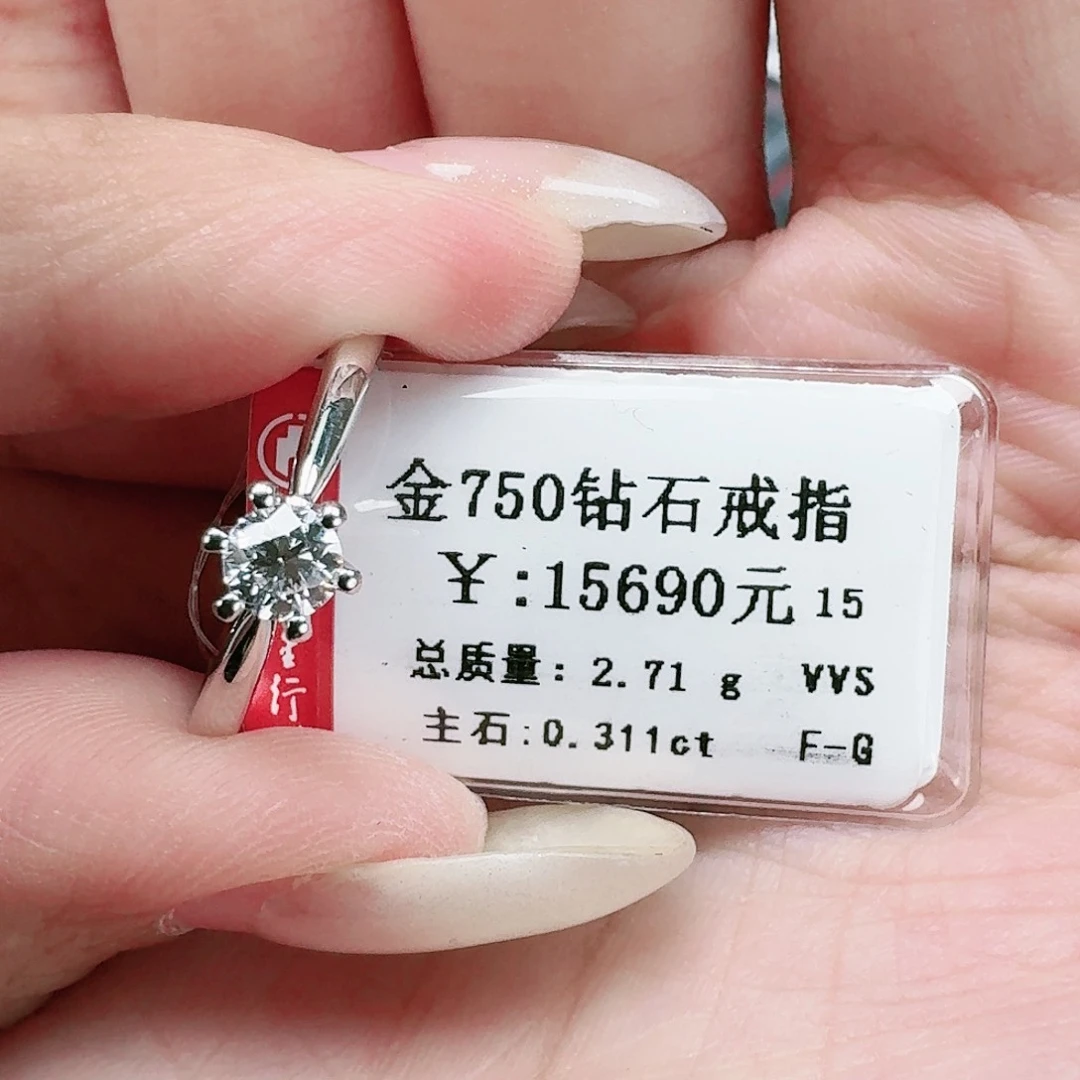 金750钻石戒指
￥:15690元 15
总质量: 2.71 g VVS
主石:0.311ct F-G
行